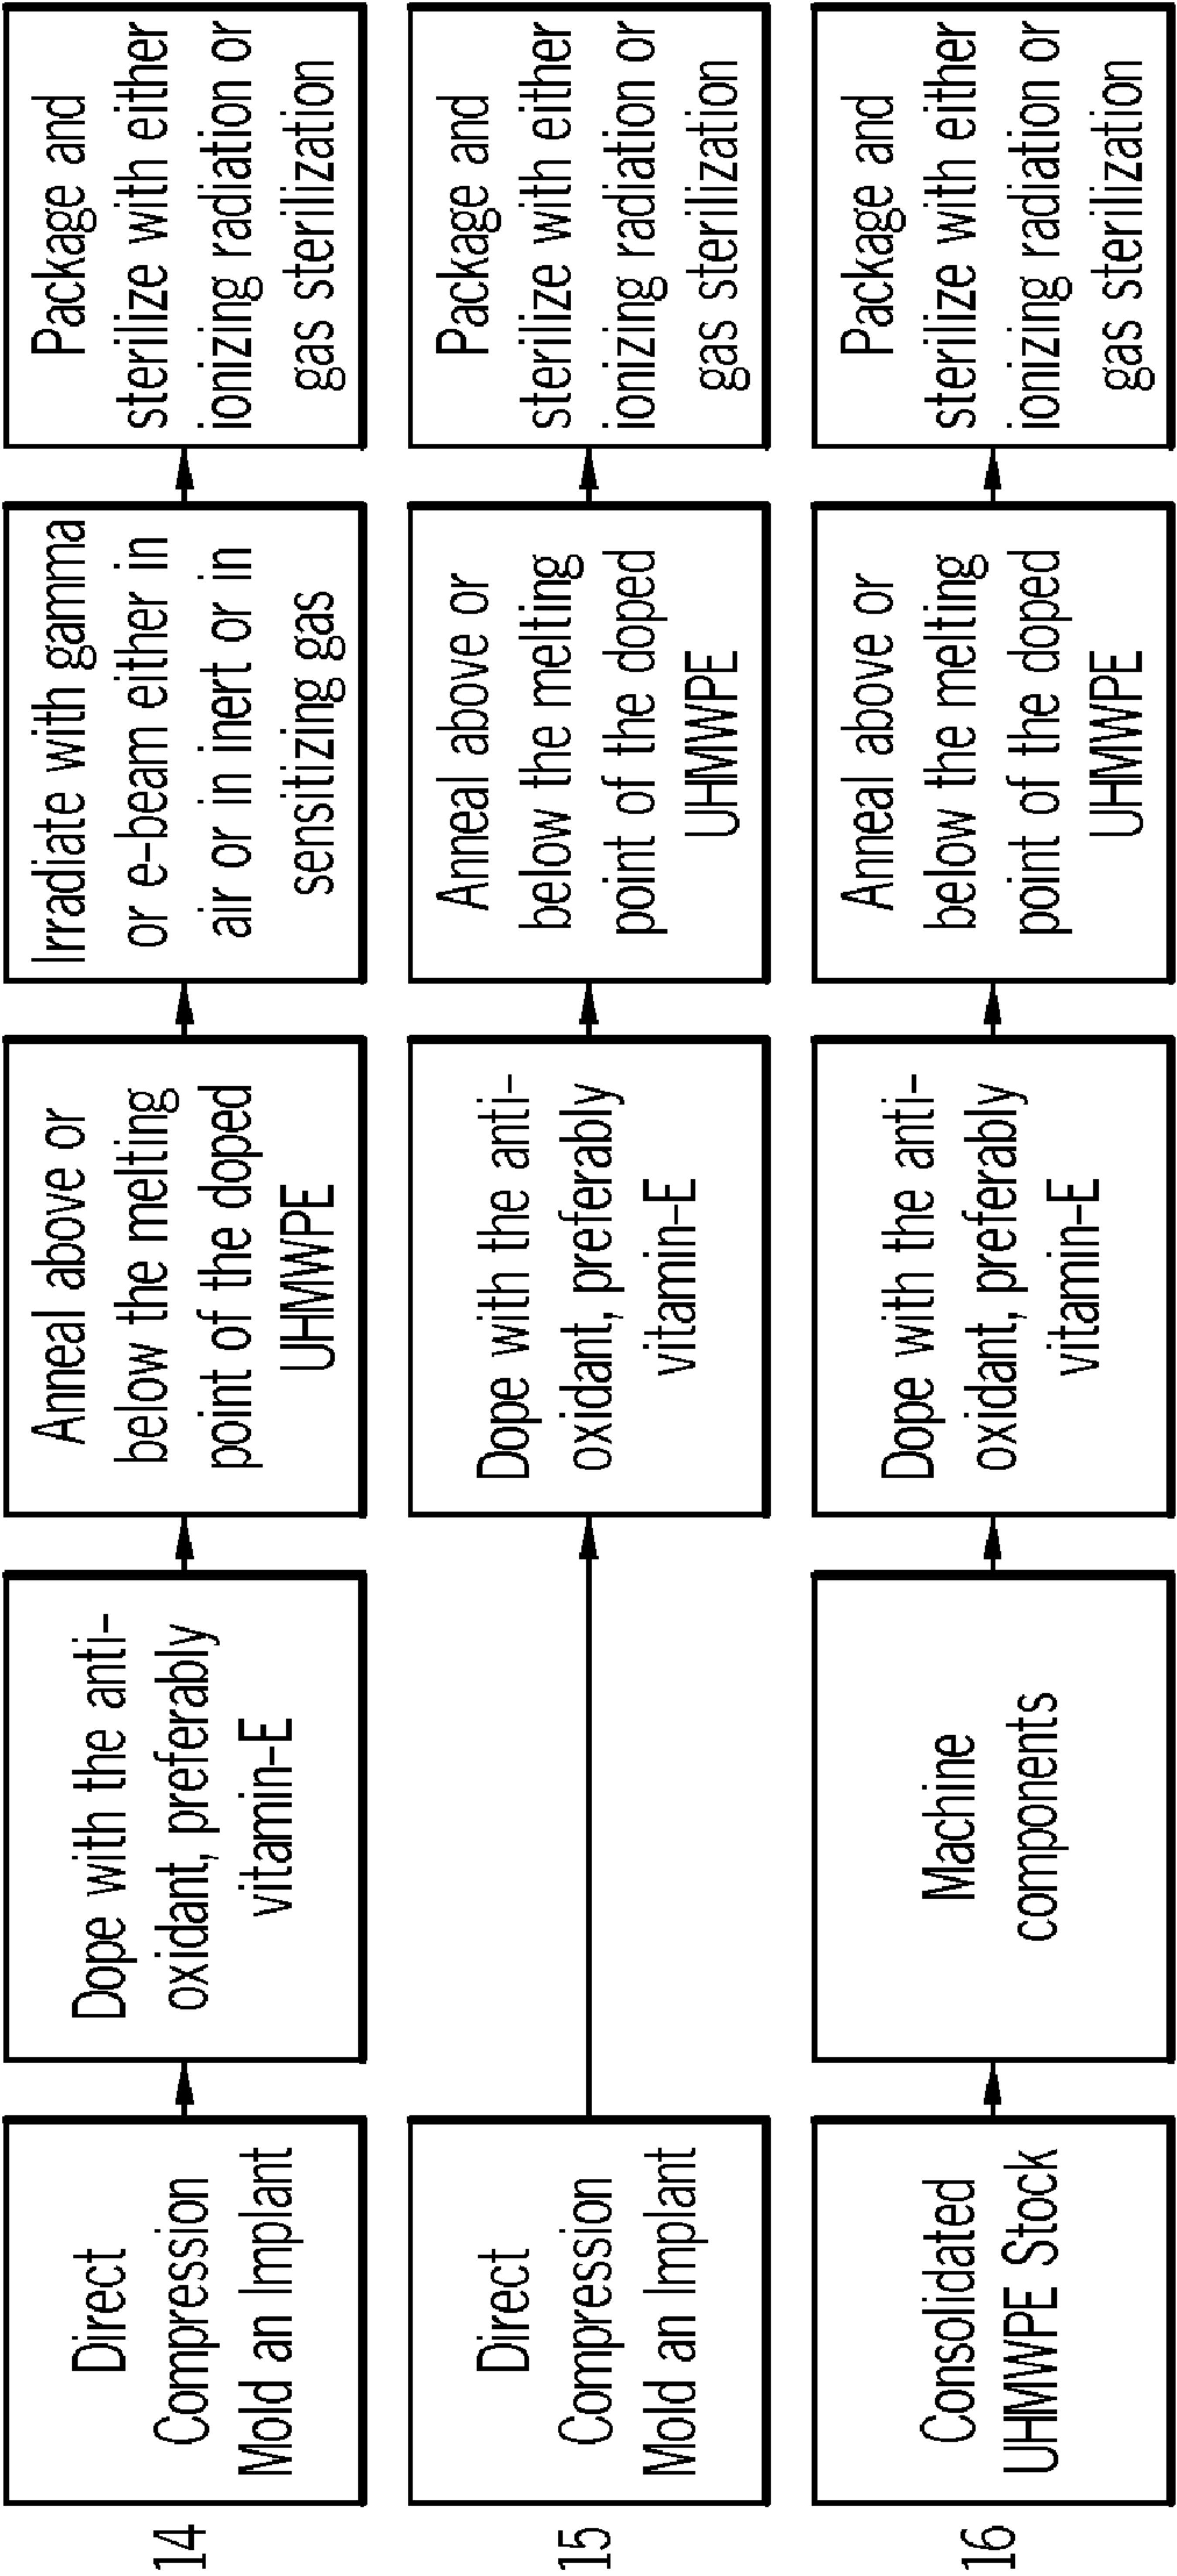 14
Direct
Compression
Mold an Implant
Dope with the anti-
oxidant, preferably
vitamin-E
Anneal above or
below the melting
point of the doped
UHMWPE
Irradiate with gamma
or e-beam either in
air or in inert or in
sensitizing gas
Package and
sterilize with either
ionizing radiation or
gas sterilization
15
Direct
Compression
Mold an Implant
Dope with the anti-
oxidant, preferably
vitamin-E
Anneal above or
below the melting
point of the doped
UHMWPE
Package and
sterilize with either
ionizing radiation or
gas sterilization
16
Consolidated
UHMWPE Stock
Machine
components
Dope with the anti-
oxidant, preferably
vitamin-E
Anneal above or
below the melting
point of the doped
UHMWPE
Package and
sterilize with either
ionizing radiation or
gas sterilization